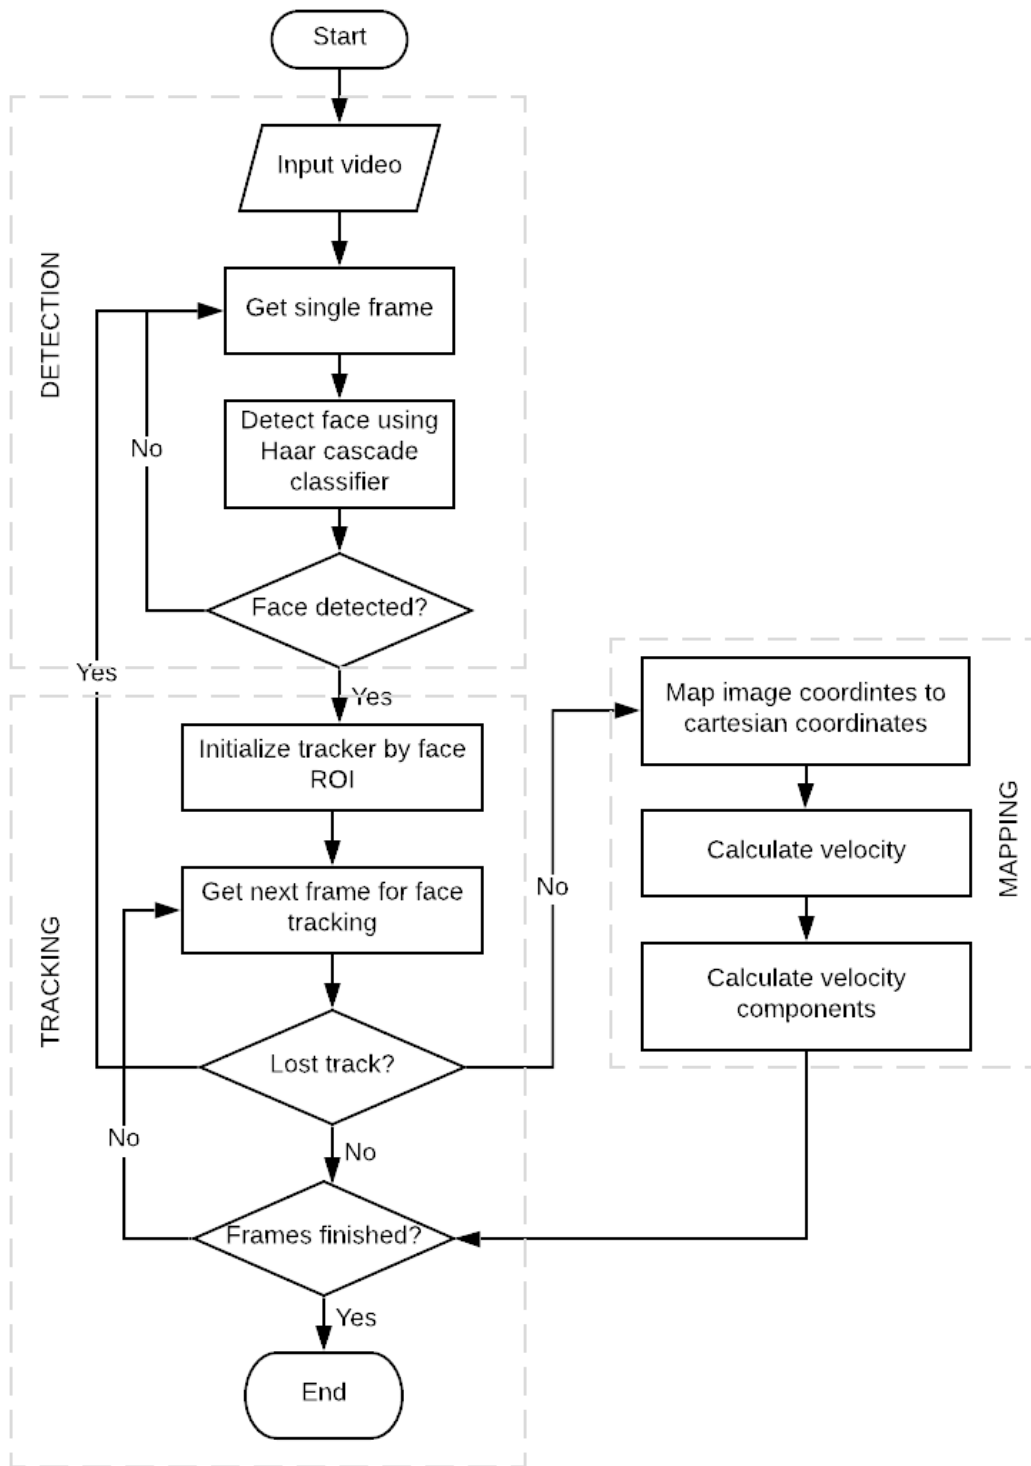 Start
Input video
DETECTION
Get single frame
Detect face using
Haar cascade
classifier
No
Face detected?
Yes
Yes
Initialize tracker by face
ROI
Get next frame for face
tracking
TRACKING
Lost track?
No
No
No
Frames finished?
Yes
End
Map image coordintes to
cartesian coordinates
Calculate velocity
Calculate velocity
components
MAPPING